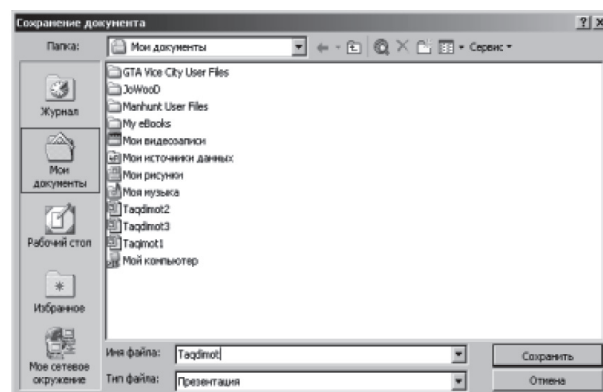 Сохранение документа
Папка:
Мои документы
Сервис
Журнал
Мои документы
Рабочий стол
Избранное
Мое сетевое окружение
GTA Vice City User Files
JoWooD
Manhunt User Files
My eBooks
Мои видеозаписи
Мои источники данных
Мои рисунки
Моя музыка
Taqdimot2
Taqdimot3
Taqimot1
Мой компьютер
Имя файла:
Taqdimot
Сохранить
Тип файла:
Презентация
Отмена